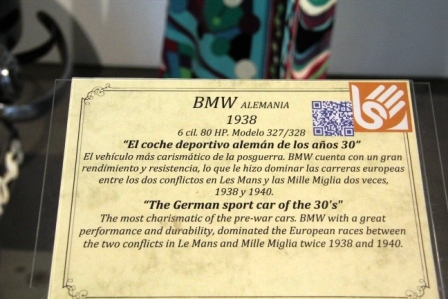 BMW ALEMANIA
1938
6 cil. 80 HP. Modelo 327/328
"El coche deportivo alemán de los años 30"
El vehículo más carismático de la posguerra. BMW cuenta con un gran
rendimiento y resistencia, lo que le hizo dominar las carreras europeas
entre los dos conflictos en Les Mans y las Mille Miglia dos veces,
1938 y 1940.
"The German sport car of the 30's"
The most charismatic of the pre-war cars. BMW with a great
performance and durability, dominated the European races between
the two conflicts in Le Mans and Mille Miglia twice 1938 and 1940.